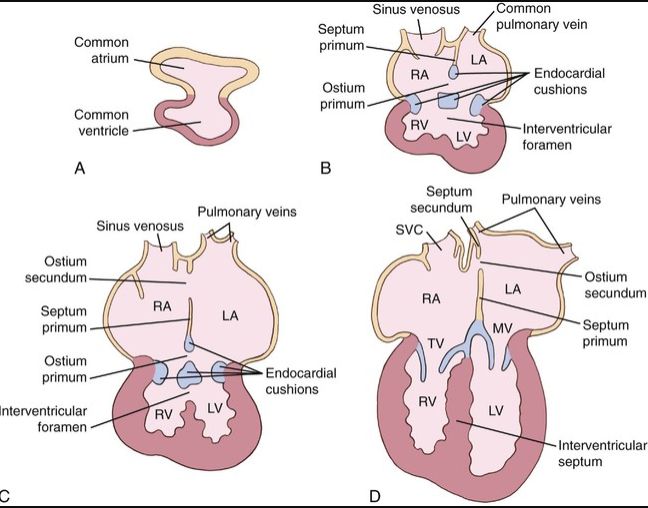 Common
atrium
Common
ventricle
A
Sinus venosus
Common
pulmonary vein
Septum
primum
LA
RA
Endocardial
cushions
Ostium
primum
RV
LV
Interventricular
foramen
B
Pulmonary veins
Sinus venosus
Ostium
secundum
RA
LA
Septum
primum
Ostium
primum
Endocardial
cushions
Interventricular
foramen
RV
LV
C
Septum
secundum
Pulmonary veins
SVC
Ostium
secundum
RA
LA
Septum
primum
TV
MV
RV
LV
Interventricular
septum
D